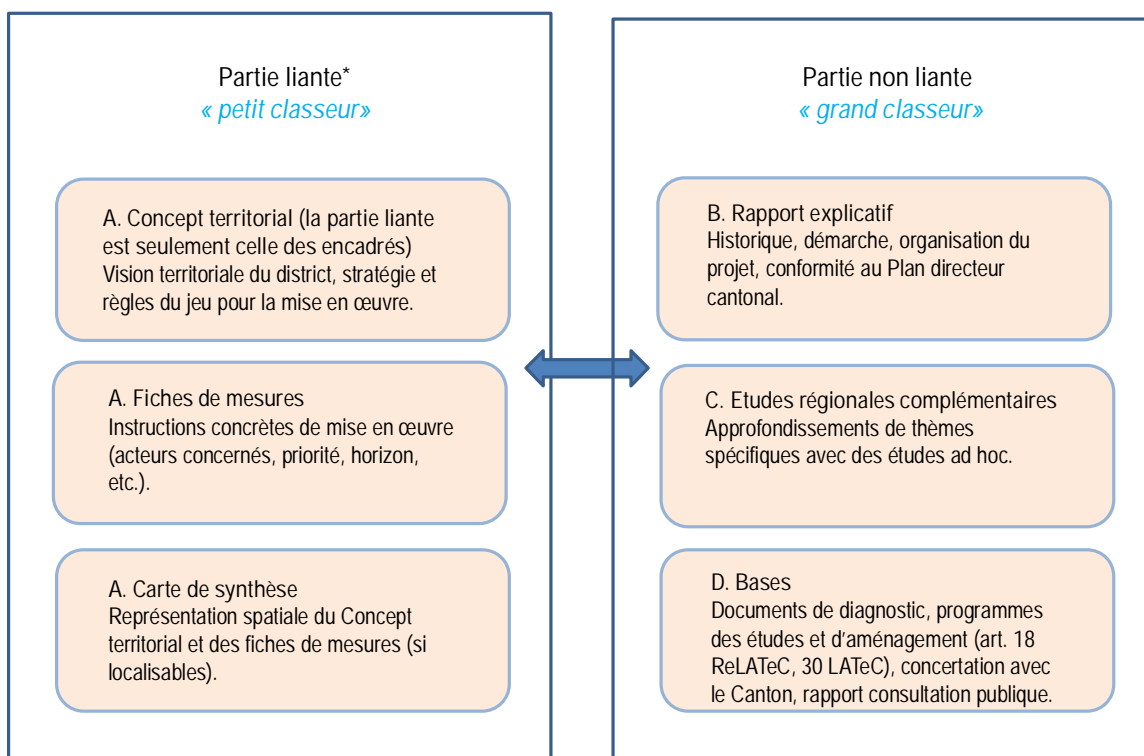 Partie liante*
« petit classeur»
A. Concept territorial (la partie liante
est seulement celle des encadrés)
Vision territoriale du district, stratégie et
règles du jeu pour la mise en œuvre.
A. Fiches de mesures
Instructions concrètes de mise en œuvre
(acteurs concernés, priorité, horizon,
etc.).
A. Carte de synthèse
Représentation spatiale du Concept
territorial et des fiches de mesures (si
localisables).
Partie non liante
« grand classeur»
B. Rapport explicatif
Historique, démarche, organisation du
projet, conformité au Plan directeur
cantonal.
C. Etudes régionales complémentaires
Approfondissements de thèmes
spécifiques avec des études ad hoc.
D. Bases
Documents de diagnostic, programmes
des études et d’aménagement (art. 18
ReLATeC, 30 LATeC), concertation avec
le Canton, rapport consultation publique.